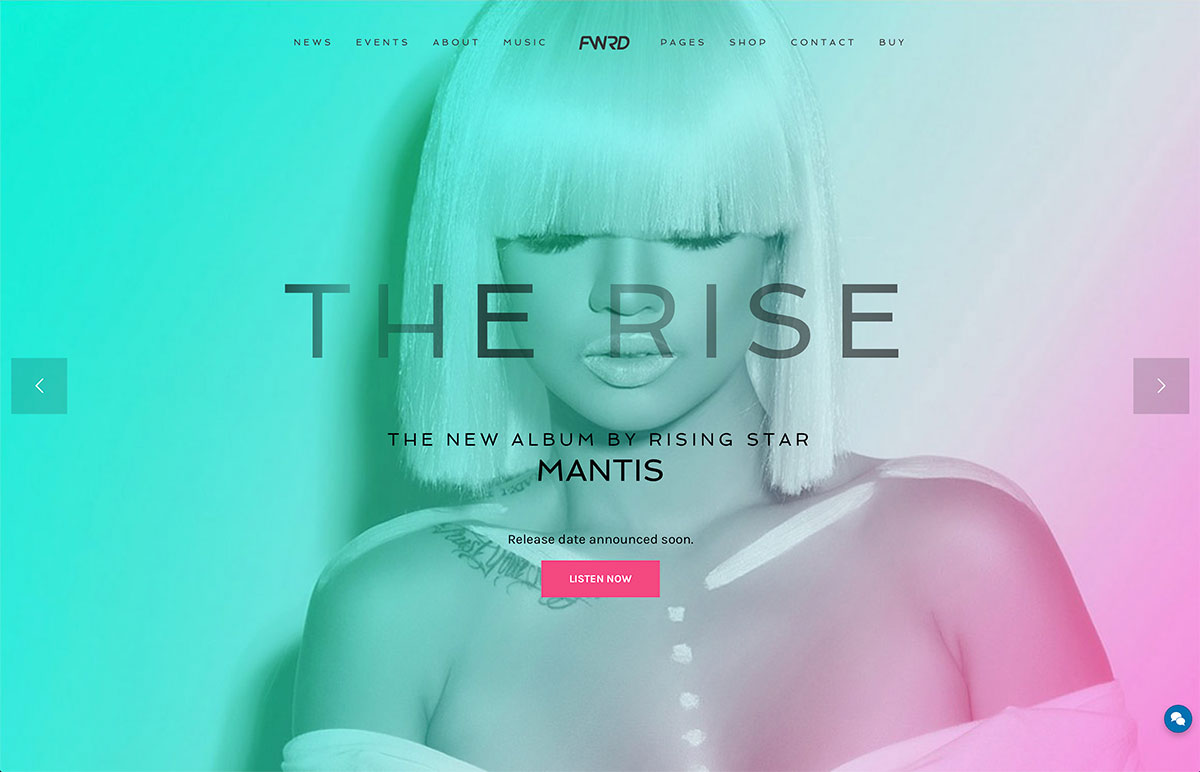 NEWS EVENTS ABOUT MUSIC FWRD PAGES SHOP CONTACT BUY
THE RISE
THE NEW ALBUM BY RISING STAR
MANTIS
Release date announced soon.
LISTEN NOW